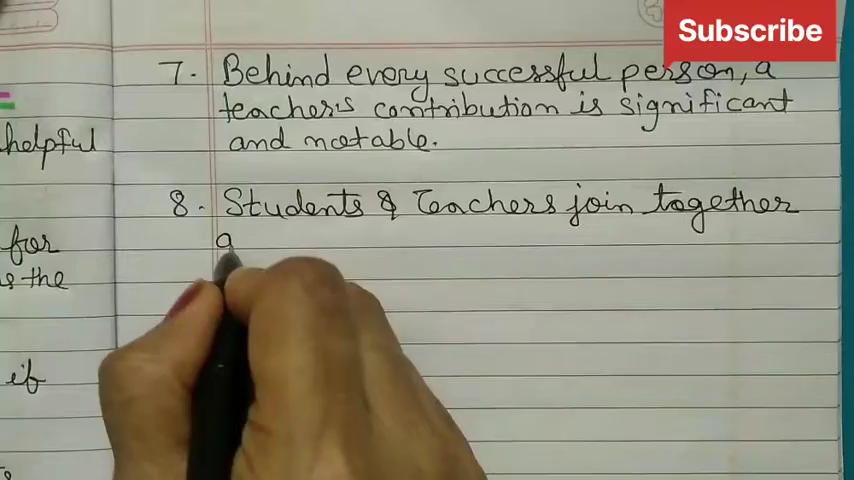 Subscribe
7. Behind every successful person, a
teacher's contribution is significant
and notable.
helpful
8. Students & Teachers join together
a
for
s the
if